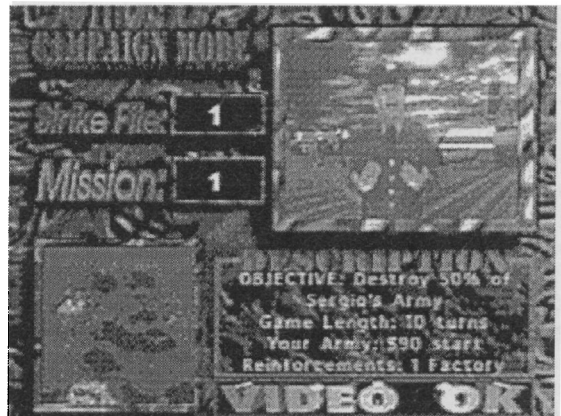 CAMPAIGN MODE
Strike File: 1
Mission: 1
DESCRIPTION
OBJECTIVE: Destroy 50% of
Sergio's Army
Game Length: 10 turns
Your Army: $90 start
Reinforcements: 1 Factory
VIDEO OK